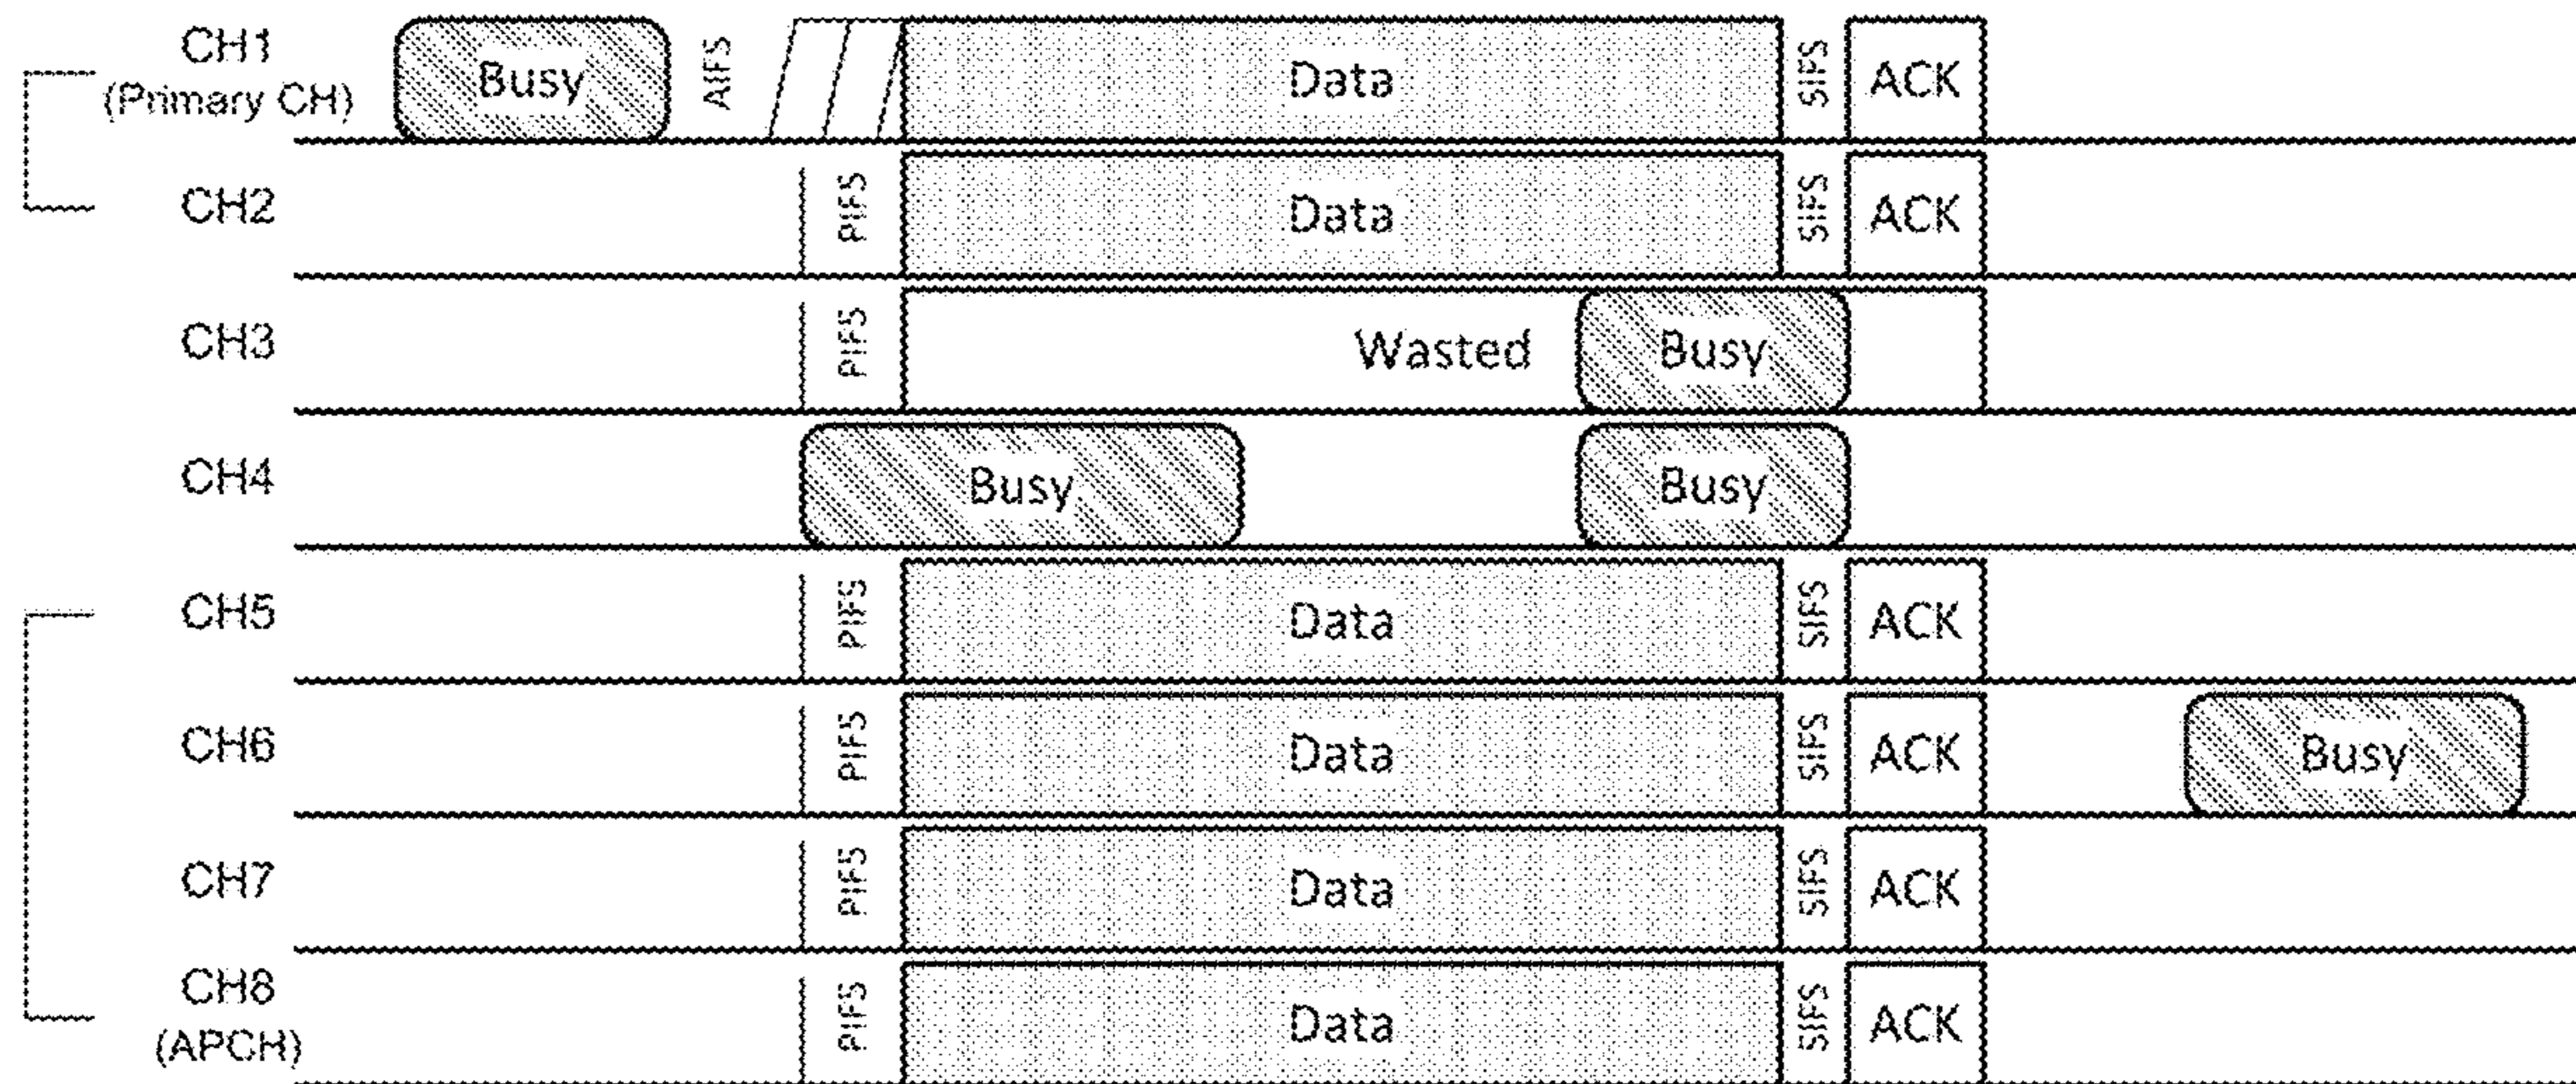 CH1 Busy AIFS Data SIFS ACK
(Primary CH)
CH2 PIFS Data SIFS ACK
CH3 PIFS Wasted Busy
CH4 Busy Busy
CH5 PIFS Data SIFS ACK
CH6 PIFS Data SIFS ACK Busy
CH7 PIFS Data SIFS ACK
CH8 PIFS Data SIFS ACK
(APCH)